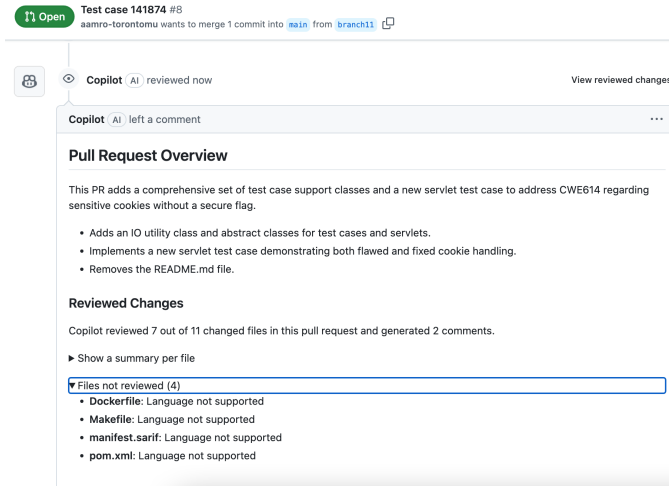 Open
Test case 141874 #8
aamro-torontomu wants to merge 1 commit into main from branch11
Copilot AI reviewed now
View reviewed changes
Copilot AI left a comment
Pull Request Overview
This PR adds a comprehensive set of test case support classes and a new servlet test case to address CWE614 regarding
sensitive cookies without a secure flag.
• Adds an IO utility class and abstract classes for test cases and servlets.
• Implements a new servlet test case demonstrating both flawed and fixed cookie handling.
• Removes the README.md file.
Reviewed Changes
Copilot reviewed 7 out of 11 changed files in this pull request and generated 2 comments.
Show a summary per file
Files not reviewed (4)
• Dockerfile: Language not supported
• Makefile: Language not supported
• manifest.sarif: Language not supported
• pom.xml: Language not supported